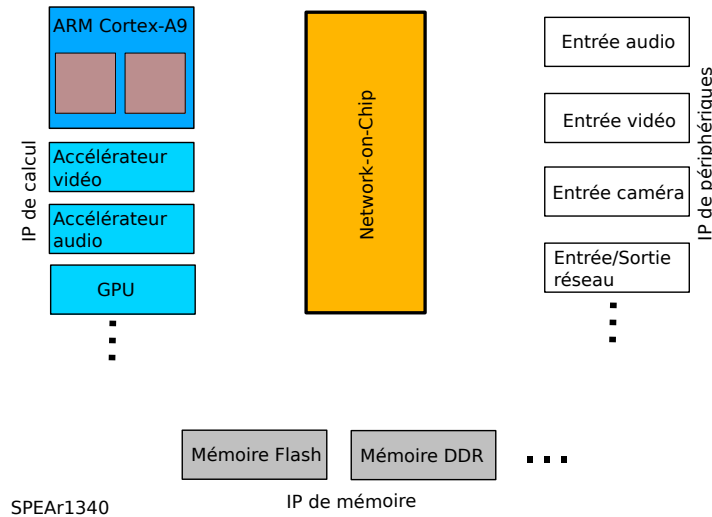 ARM Cortex-A9
IP de calcul
Accélérateur
vidéo
Accélérateur
audio
GPU
Network-on-Chip
Entrée audio
Entrée vidéo
Entrée caméra
Entrée/Sortie
réseau
IP de périphériques
Mémoire Flash
Mémoire DDR
IP de mémoire
SPEAr1340